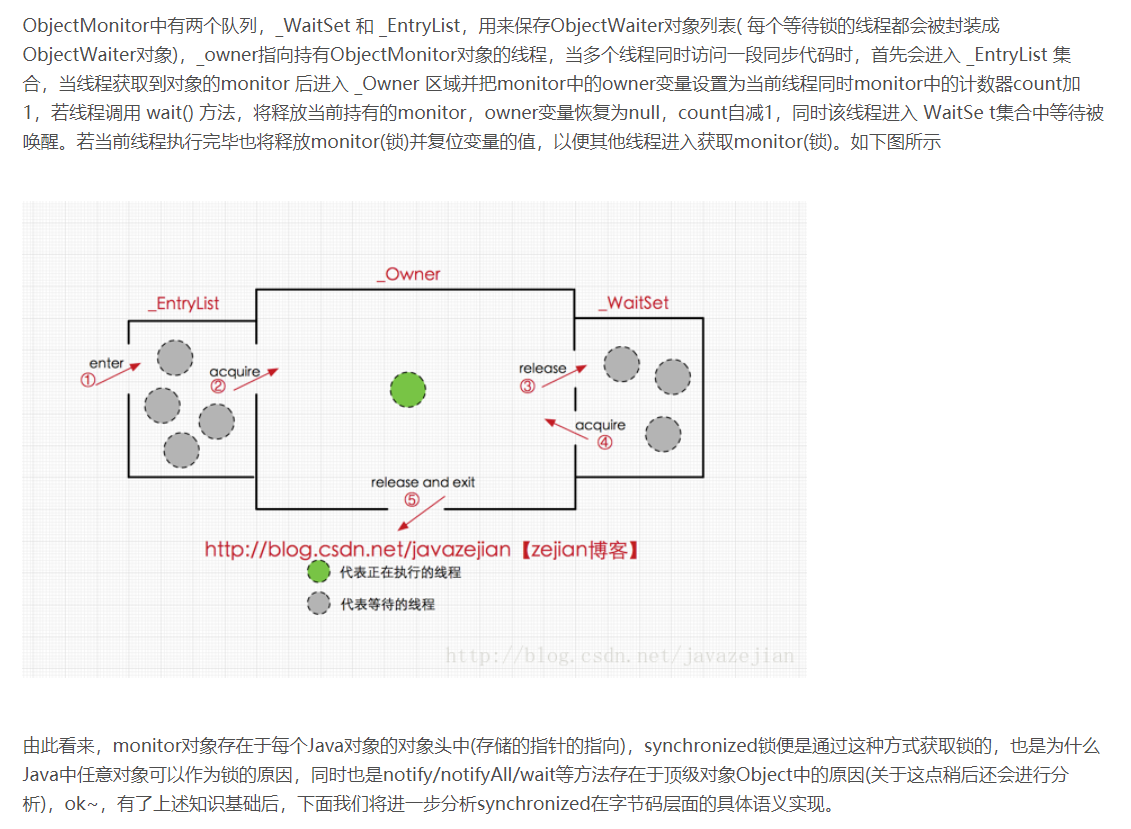 ObjectMonitor中有两个队列，_WaitSet 和 _EntryList，用来保存ObjectWaiter对象列表( 每个等待锁的线程都会被封装成
ObjectWaiter对象)，_owner指向持有ObjectMonitor对象的线程，当多个线程同时访问一段同步代码时，首先会进入 _EntryList 集
合，当线程获取到对象的monitor 后进入 _Owner 区域并把monitor中的owner变量设置为当前线程同时monitor中的计数器count加
1，若线程调用 wait() 方法，将释放当前持有的monitor，owner变量恢复为null，count自减1，同时该线程进入 WaitSe t集合中等待被
唤醒。若当前线程执行完毕也将释放monitor(锁)并复位变量的值，以便其他线程进入获取monitor(锁)。如下图所示
_Owner
_EntryList
_WaitSet
enter
①
acquire
②
release
③
acquire
④
release and exit
⑤
http://blog.csdn.net/javazejian【zejian博客】
代表正在执行的线程
代表等待的线程
http://blog.csdn.net/javazejian
由此看来，monitor对象存在于每个Java对象的对象头中(存储的指针的指向)，synchronized锁便是通过这种方式获取锁的，也是为什么
Java中任意对象可以作为锁的原因，同时也是notify/notifyAll/wait等方法存在于顶级对象Object中的原因(关于这点稍后还会进行分
析)，ok~，有了上述知识基础后，下面我们将进一步分析synchronized在字节码层面的具体语义实现。